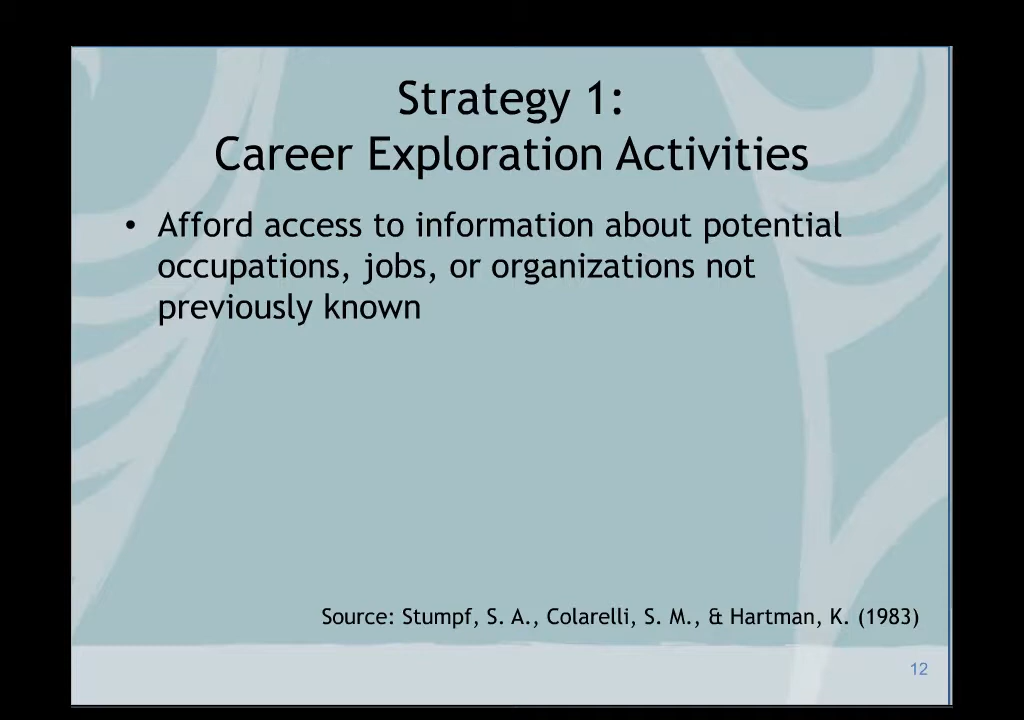 Strategy 1:
Career Exploration Activities
• Afford access to information about potential
occupations, jobs, or organizations not
previously known
Source: Stumpf, S. A., Colarelli, S. M., & Hartman, K. (1983)
12